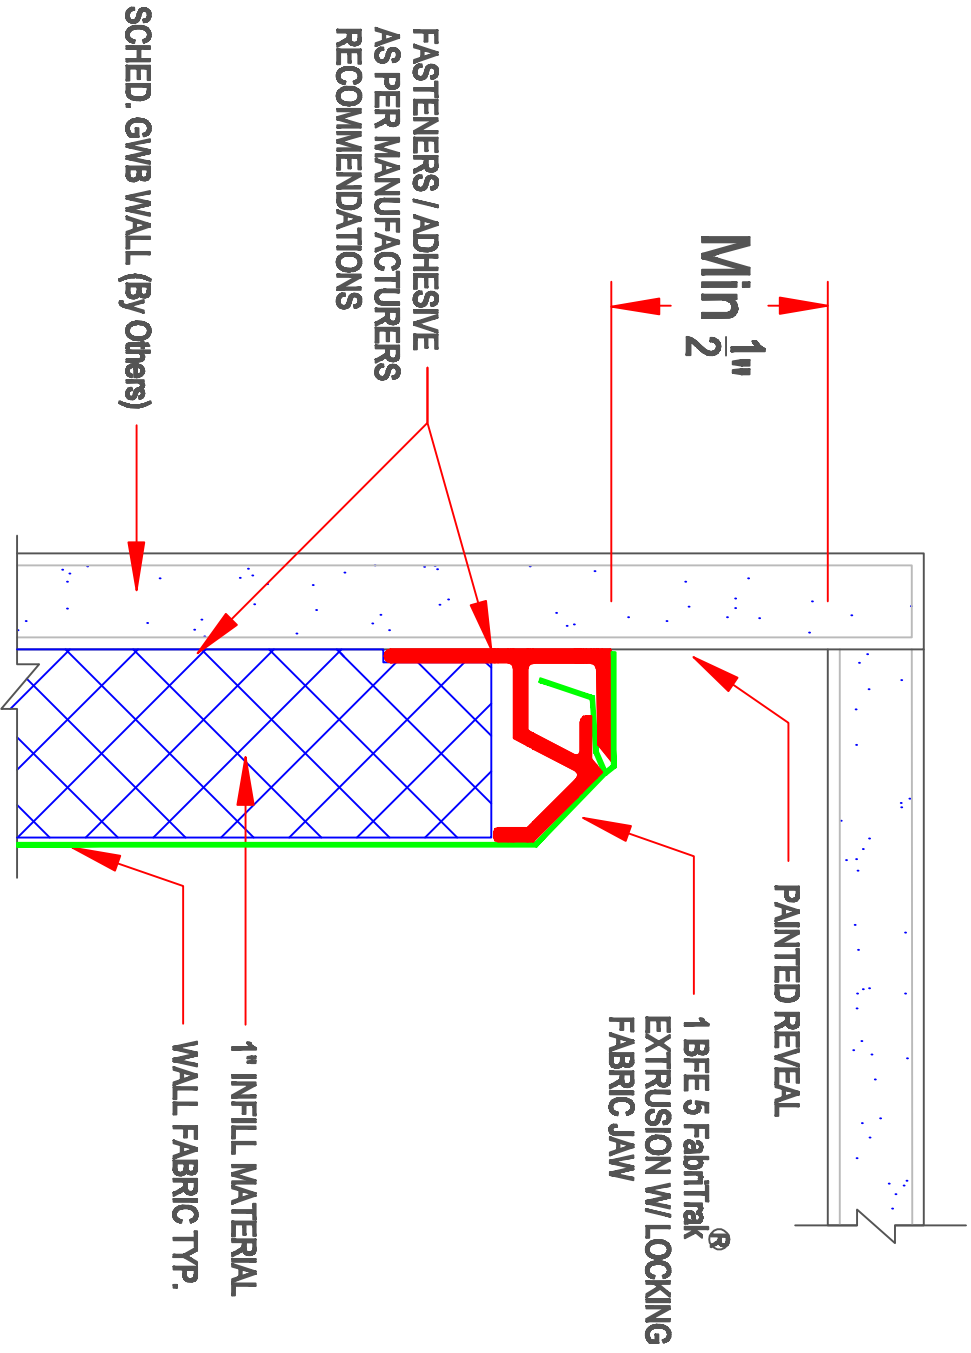 SCHED. GWB WALL (By Others)
FASTENERS / ADHESIVE
AS PER MANUFACTURERS
RECOMMENDATIONS
Min 1/2"
PAINTED REVEAL
1 BFE 5 FabriTrak®
EXTRUSION W/ LOCKING
FABRIC JAW
1" INFILL MATERIAL
WALL FABRIC TYP.